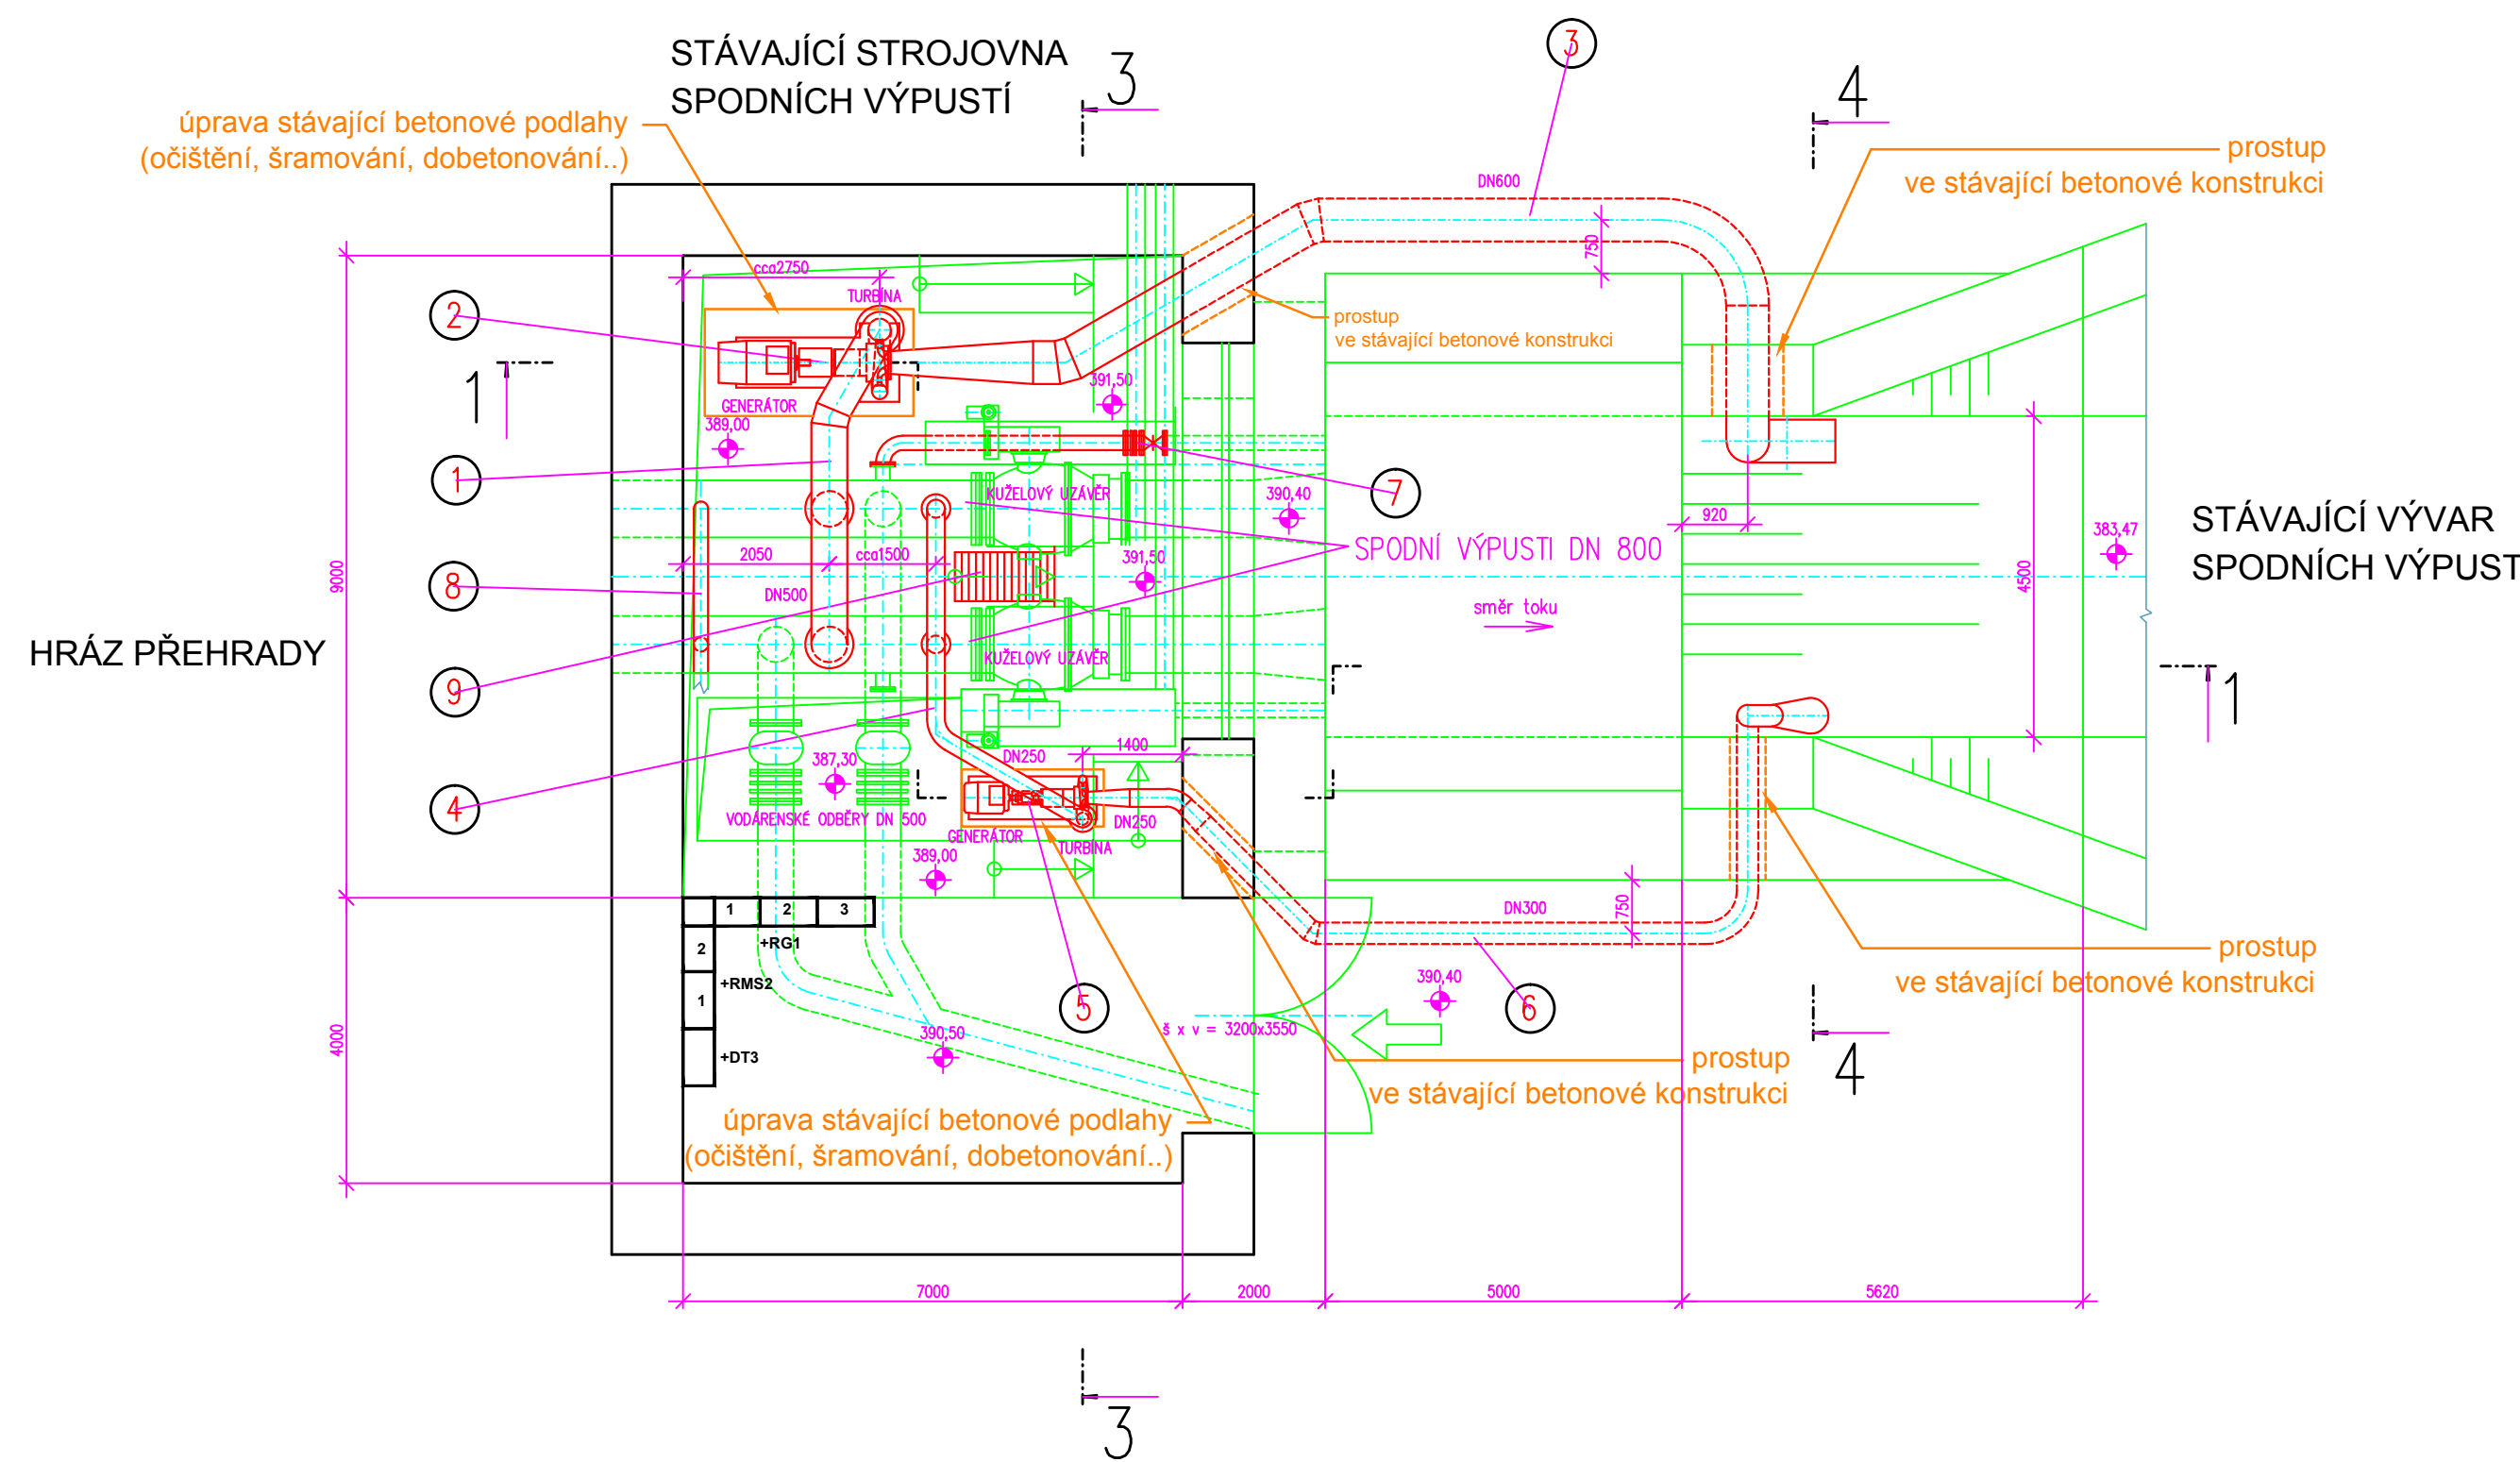 STÁVAJÍCÍ STROJOVNA
SPODNÍCH VÝPUSTÍ
3
3
4
úprava stávající betonové podlahy
(očištění, šramování, dobetonování..)
prostup
ve stávající betonové konstrukci
DN600
750
cca2750
TURBÍNA
2
prostup
ve stávající betonové konstrukci
1
GENERÁTOR
391,50
389,00
1
KUŽELOVÝ UZÁVĚR
390,40
7
920
STÁVAJÍCÍ VÝVAR
SPODNÍCH VÝPUST
383,47
SPODNÍ VÝPUSTI DN 800
2050
cca1500
391,50
9000
8
DN500
4500
směr toku
HRÁZ PŘEHRADY
KUŽELOVÝ UZÁVĚR
9
1
1400
DN250
387,30
4
VODÁRENSKÉ ODBĚRY DN 500
DN250
GENERÁTOR
TURBÍNA
389,00
1
2
3
DN300
750
+RG1
2
prostup
ve stávající betonové konstrukci
+RMS2
1
390,40
5
6
š x v = 3200x3550
390,50
4000
+DT3
prostup
ve stávající betonové konstrukci
4
úprava stávající betonové podlahy
(očištění, šramování, dobetonování..)
7000
2000
5000
5620
3